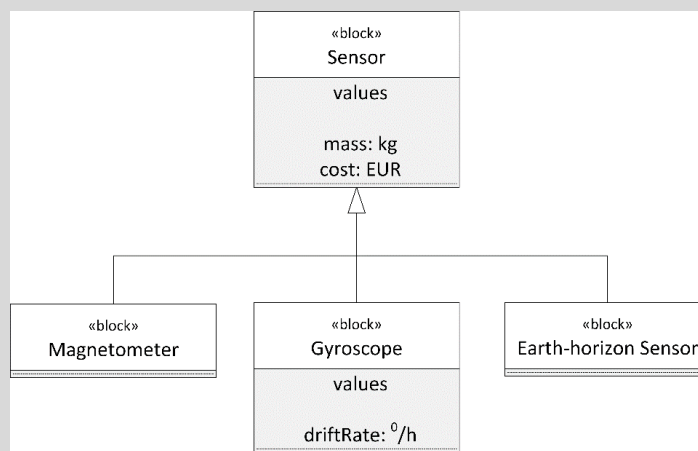 «block»
Sensor
values
mass: kg
cost: EUR
«block»
Magnetometer
«block»
Gyroscope
values
driftRate: ⁰/h
«block»
Earth-horizon Sensor